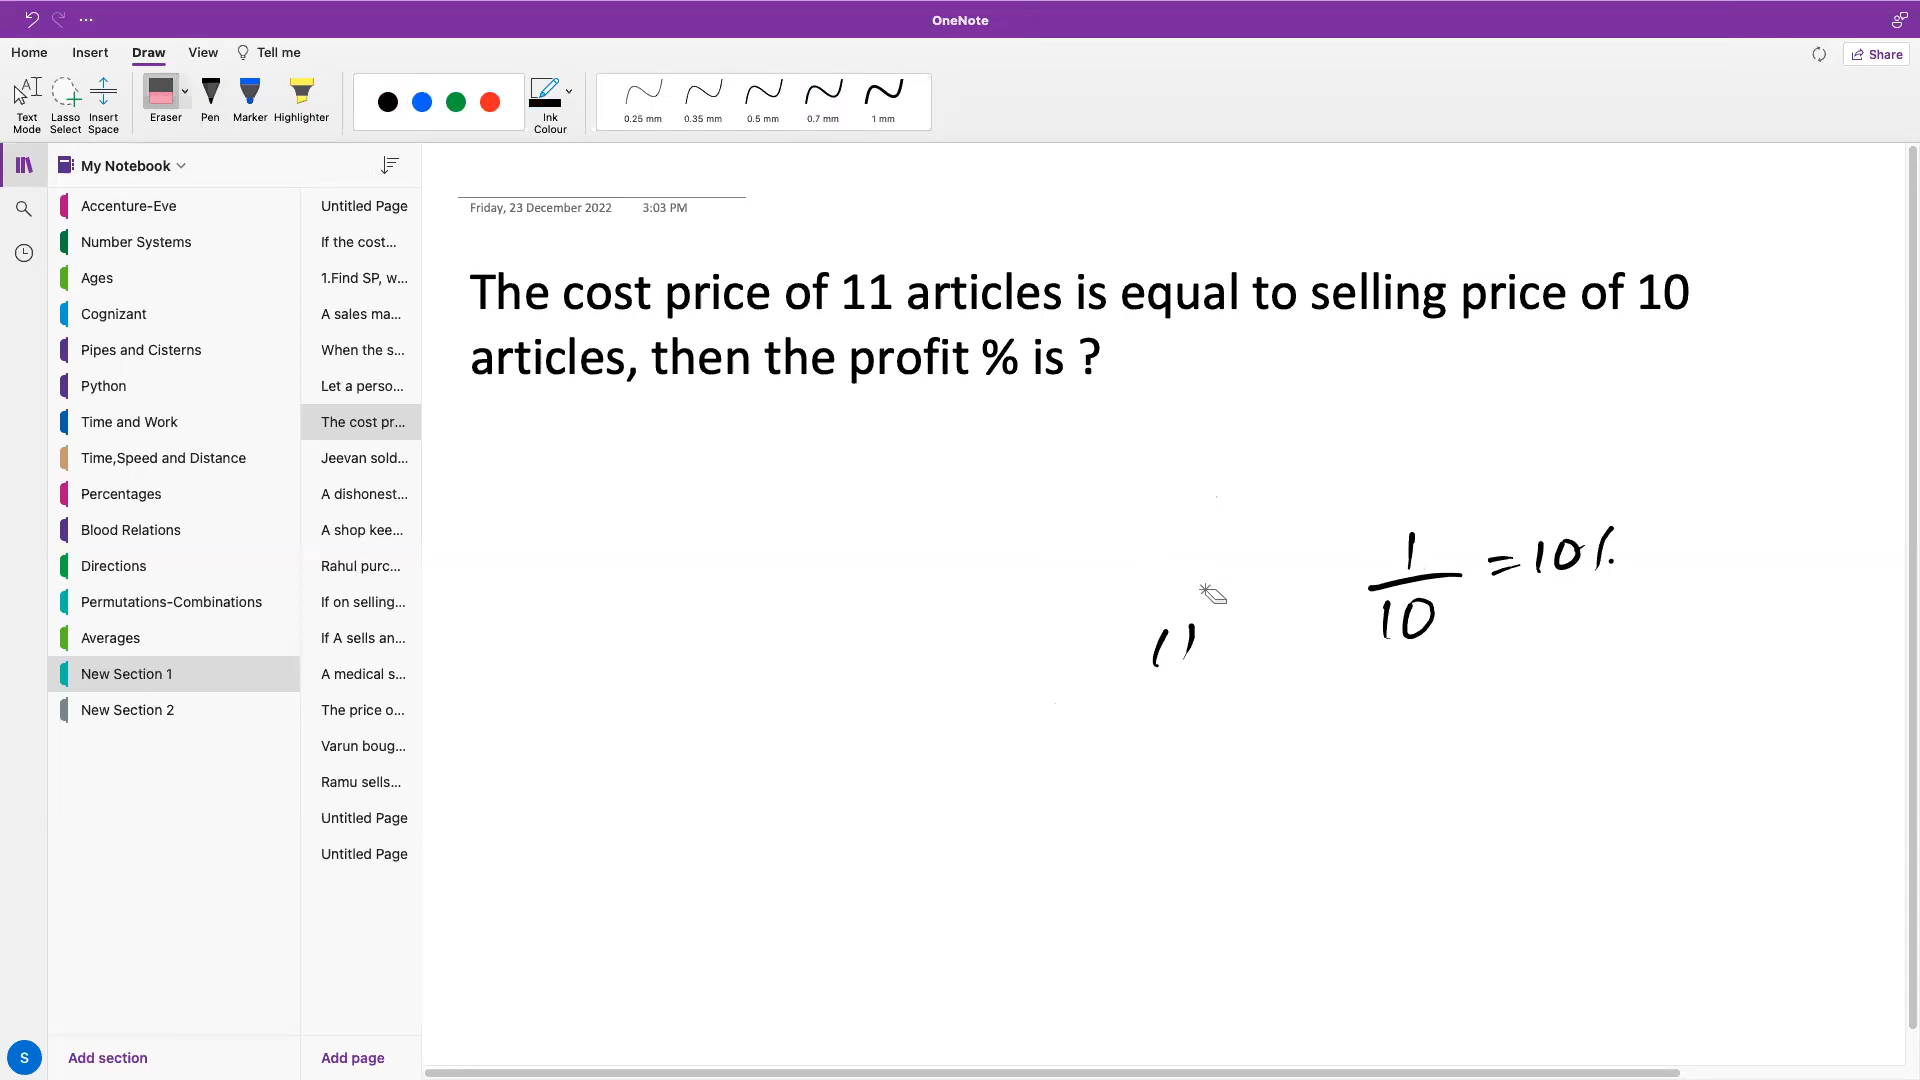 OneNote
Home Insert Draw View Tell me
Share
Text Mode
Lasso Select
Insert Space
Eraser
Pen
Marker
Highlighter
Ink Colour
0.25 mm
0.35 mm
0.5 mm
0.7 mm
1 mm
My Notebook
Accenture-Eve
Number Systems
Ages
Cognizant
Pipes and Cisterns
Python
Time and Work
Time,Speed and Distance
Percentages
Blood Relations
Directions
Permutations-Combinations
Averages
New Section 1
New Section 2
Add section
S
Untitled Page
If the cost...
1.Find SP, w...
A sales ma...
When the s...
Let a perso...
The cost pr...
Jeevan sold...
A dishonest...
A shop kee...
Rahul purc...
If on selling...
If A sells an...
A medical s...
The price o...
Varun boug...
Ramu sells...
Untitled Page
Untitled Page
Add page
Friday, 23 December 2022 3:03 PM
The cost price of 11 articles is equal to selling price of 10
articles, then the profit % is ?
1/10 = 10%